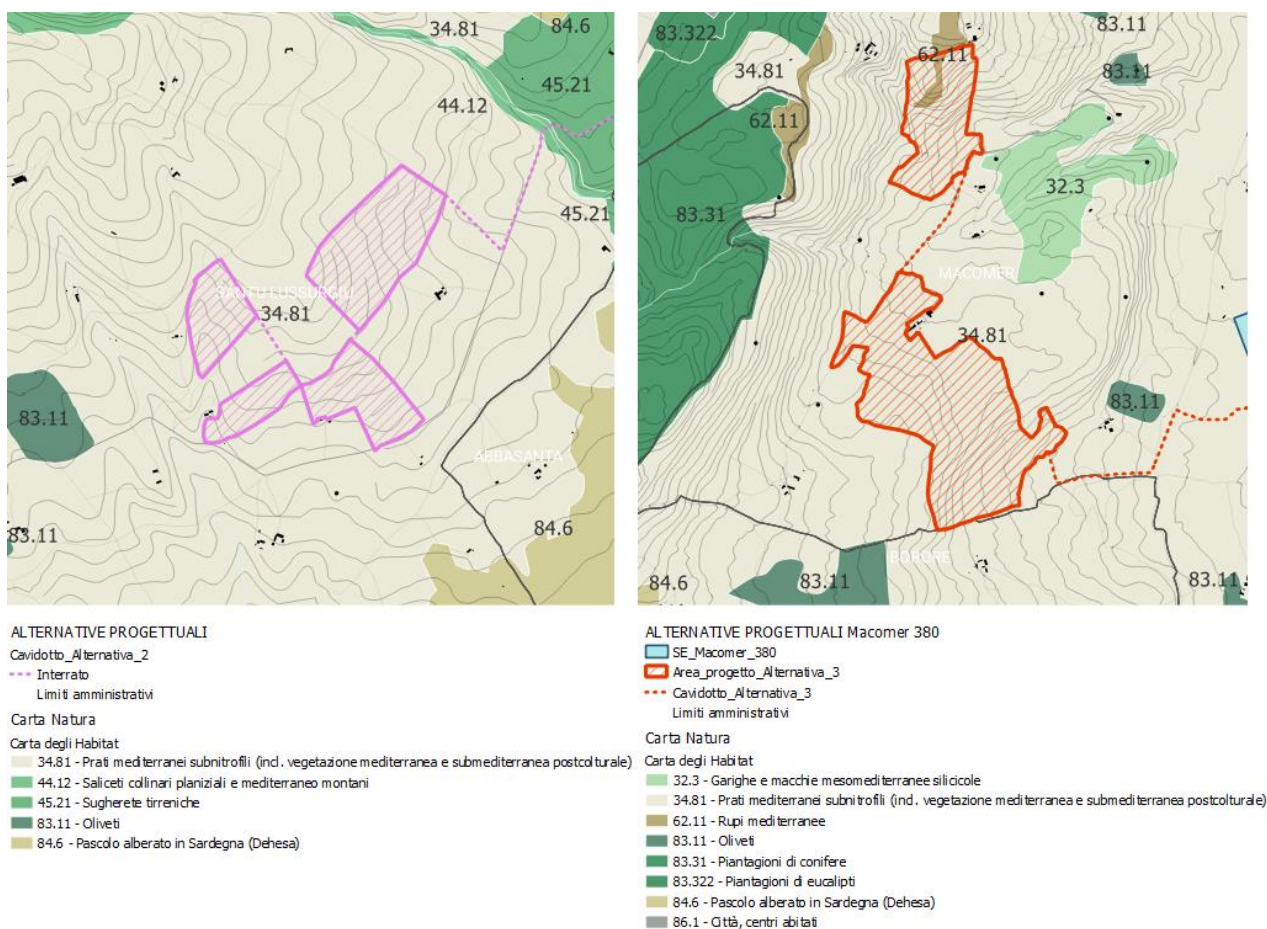 34.81
84.6
45.21
44.12
45.21
SANTU LUSSURGIU
34.81
83.11
ABBASANTA
83.11
84.6
83.322
83.11
62.11
34.81
83.11
62.11
32.3
83.31
MACOMER
34.81
83.11
BORORE
84.6
83.11
83.11
ALTERNATIVE PROGETTUALI
Cavidotto_Alternativa_2
Interrato
Limiti amministrativi
Carta Natura
Carta degli Habitat
34.81 - Prati mediterranei subnitrofili (incl. vegetazione mediterranea e submediterranea postcolturale)
44.12 - Saliceti collinari planiziali e mediterraneo montani
45.21 - Sugherete tirreniche
83.11 - Oliveti
84.6 - Pascolo alberato in Sardegna (Dehesa)
ALTERNATIVE PROGETTUALI Macomer 380
SE_Macomer_380
Area_progetto_Alternativa_3
Cavidotto_Alternativa_3
Limiti amministrativi
Carta Natura
Carta degli Habitat
32.3 - Garighe e macchie mesomediterranee silicicole
34.81 - Prati mediterranei subnitrofili (incl. vegetazione mediterranea e submediterranea postcolturale)
62.11 - Rupi mediterranee
83.11 - Oliveti
83.31 - Piantagioni di conifere
83.322 - Piantagioni di eucalipti
84.6 - Pascolo alberato in Sardegna (Dehesa)
86.1 - Città, centri abitati